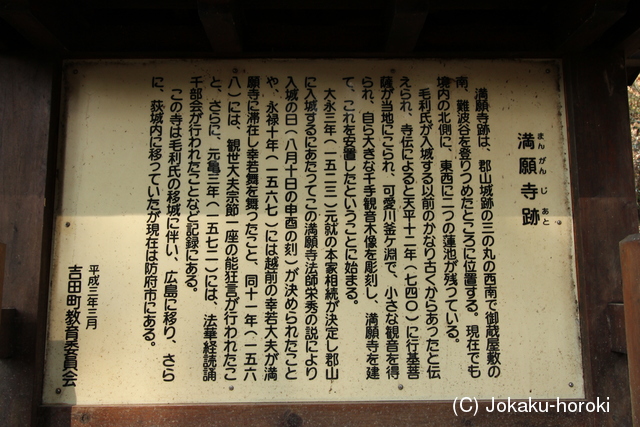 満願寺跡
まんがんじあと
満願寺跡は、郡山城跡の三の丸の西南で御蔵屋敷の
南、難波谷を登りつめたところに位置する。現在でも
境内の北側に、東西に二つの蓮池が残っている。
毛利氏が入城する以前のかなり古くからあったと伝
えられ、寺伝によると天平十二年（七四〇）に行基菩
薩が当地にこられ、可愛川釜ケ淵で、小さな観音を得
られ、自ら大きな千手観音木像を彫刻し、満願寺を建
て、これを安置したということに始まる。
大永三年（一五二三）元就の本家相続が決定し郡山
に入城するにあたってこの満願寺法師栄秀の説により
入城の日（八月十日の申酉の刻）が決められたこと
や、永禄十年（一五六七）には越前の幸若大夫が満
願寺に滞在し幸若舞を舞ったこと、同十一年（一五六
八）には、観世大夫宗節一座の能狂言が行われたこ
と、さらに、元亀三年（一五七二）には、法華経読誦
千部会が行われたことなど記録にある。
この寺は毛利氏の移城に伴い、広島に移り、さら
に、萩城内に移っていたが現在は防府市にある。
平成三年三月
吉田町教育委員会
(C) Jokaku-horoki